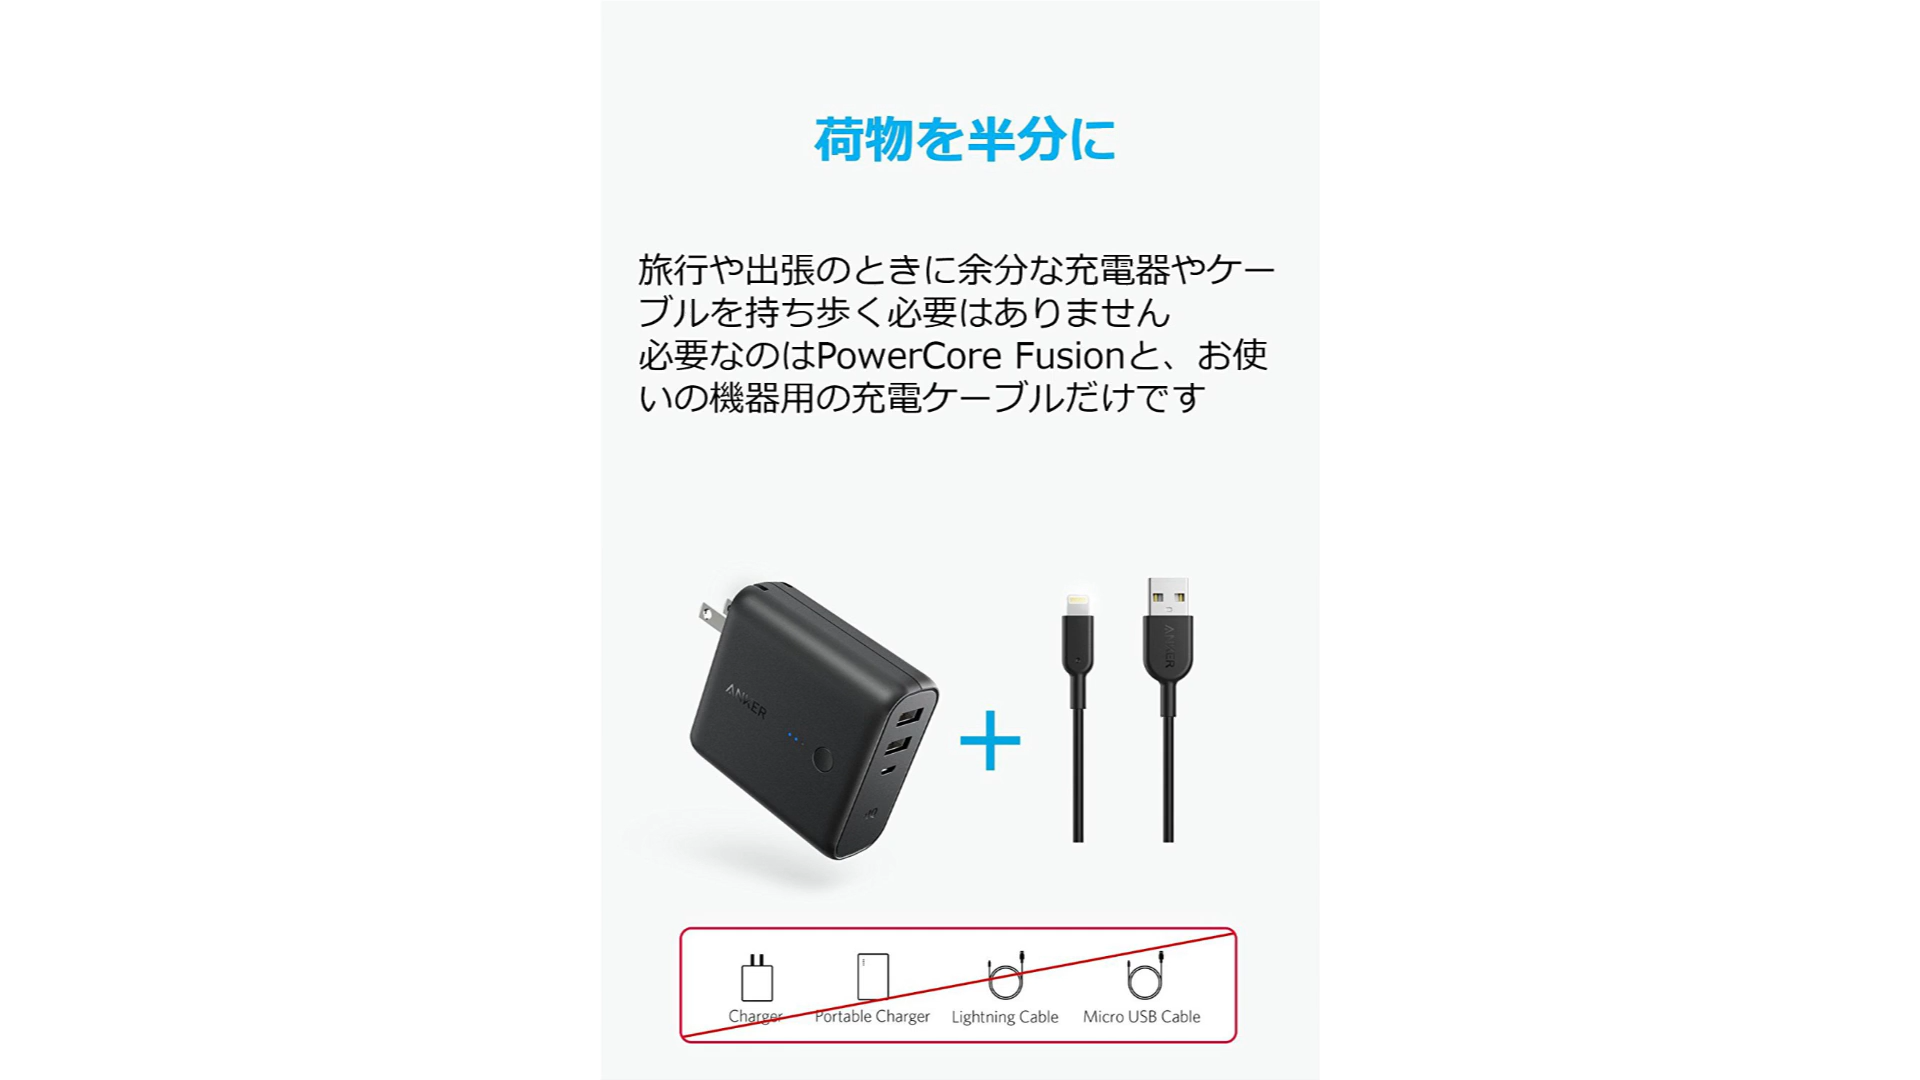 荷物を半分に
旅行や出張のときに余分な充電器やケー
ブルを持ち歩く必要はありません
必要なのはPowerCore Fusionと、お使
いの機器用の充電ケーブルだけです
ANKER
ANKER
Charger
Portable Charger
Lightning Cable
Micro USB Cable